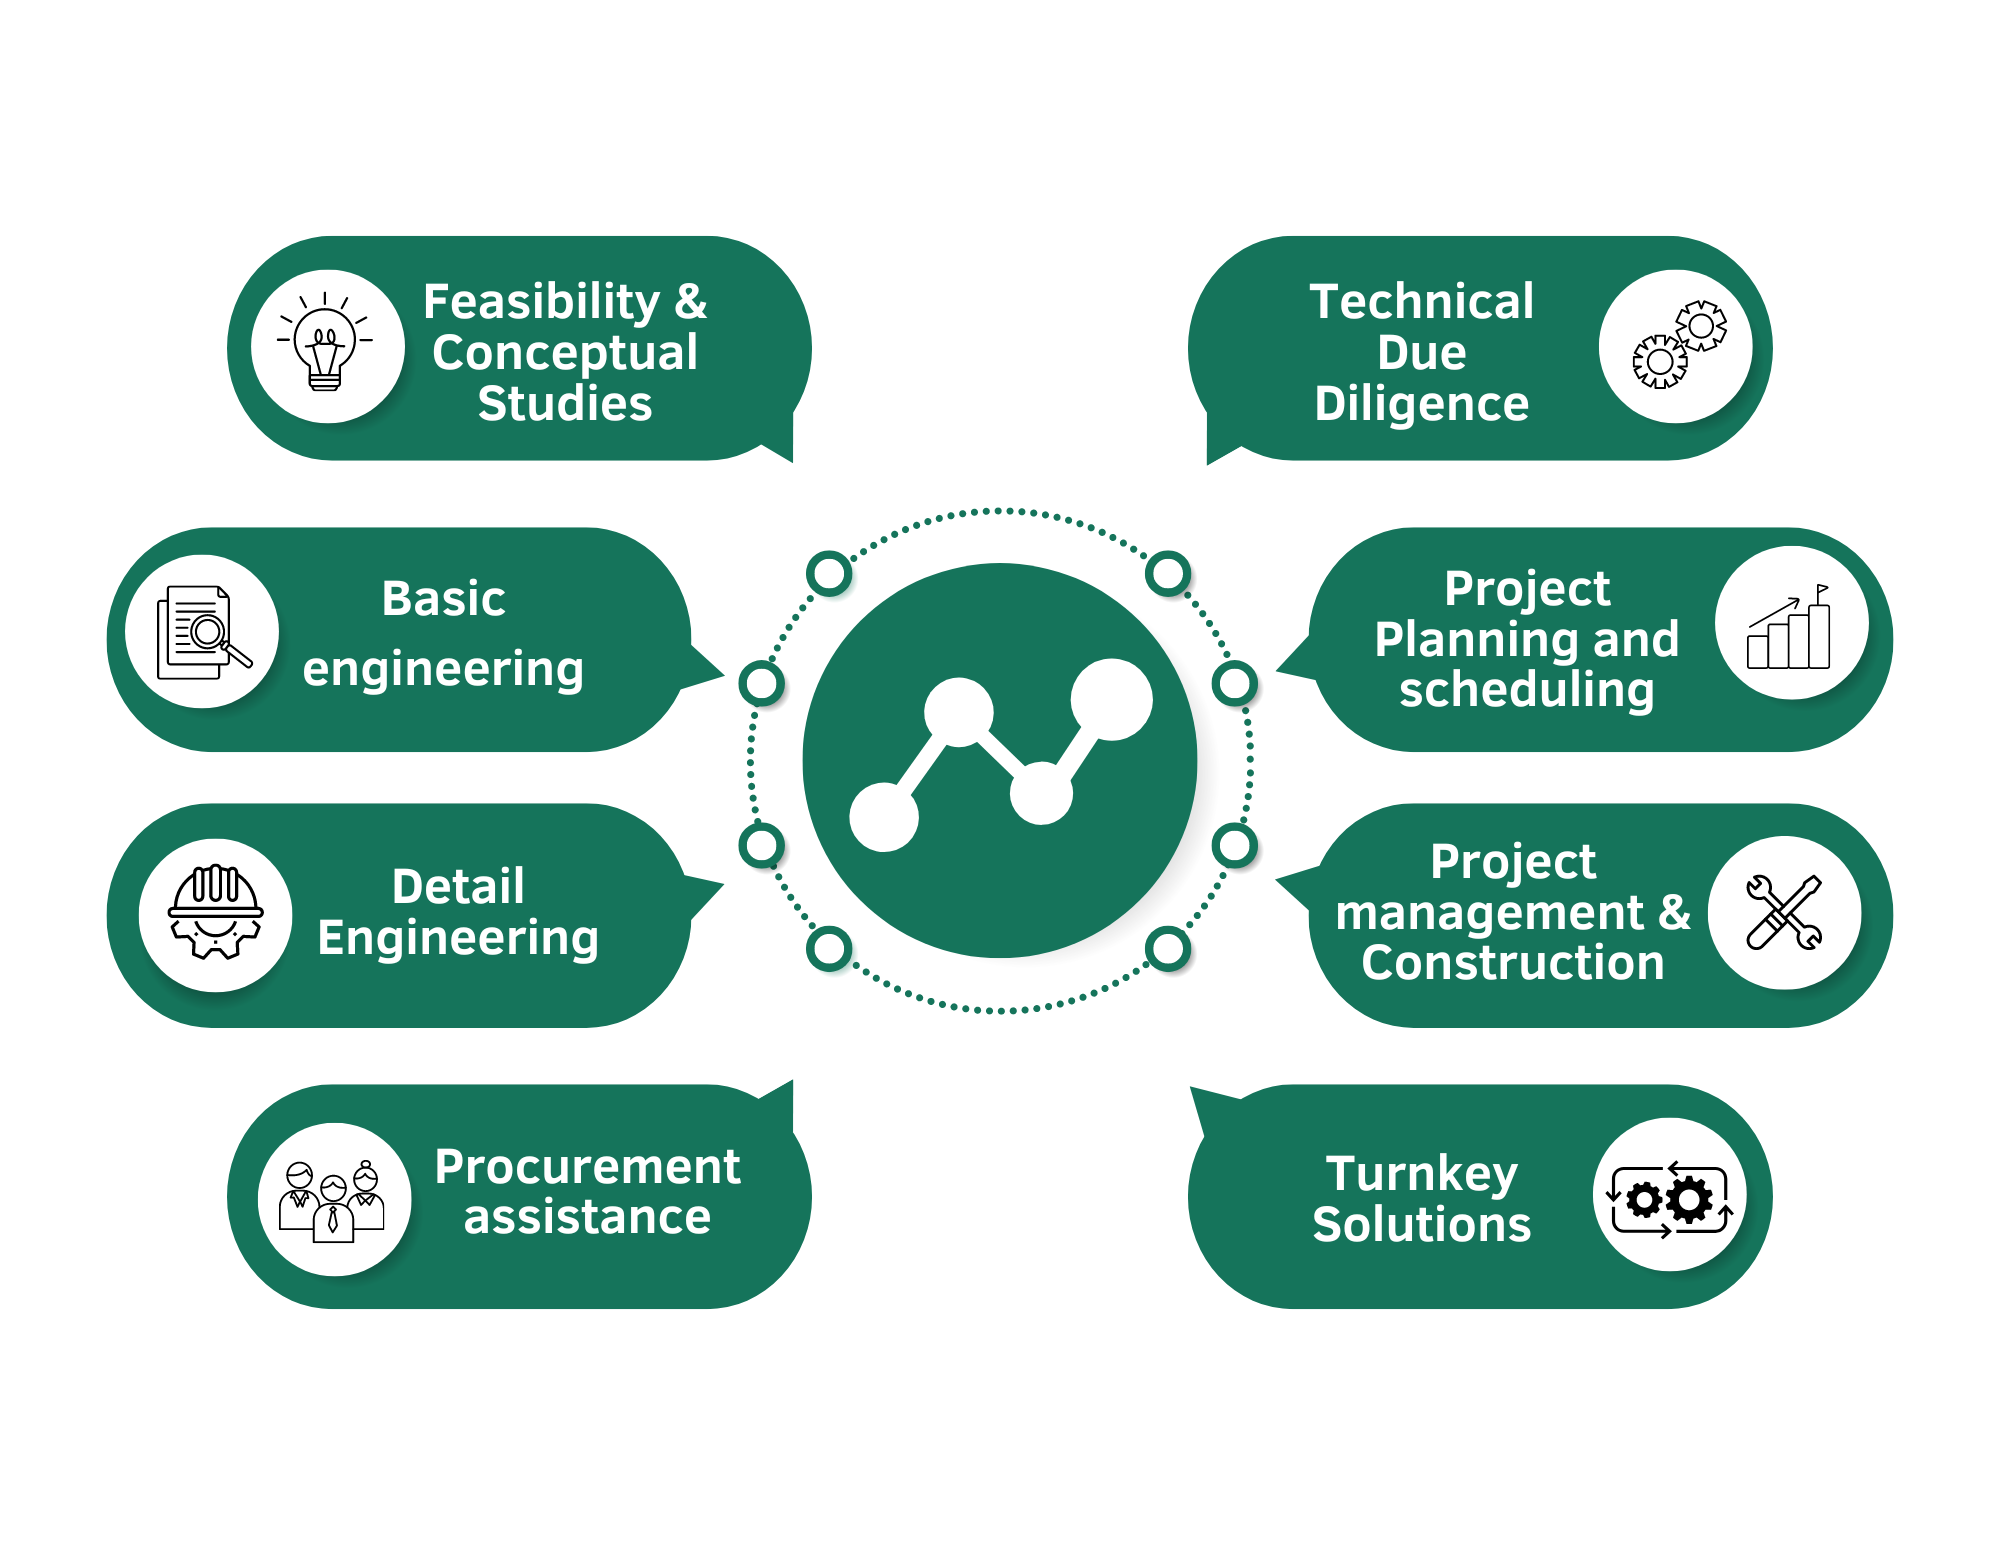 Feasibility &
Conceptual
Studies
Technical
Due
Diligence
Basic
engineering
Project
Planning and
scheduling
Detail
Engineering
Project
management &
Construction
Procurement
assistance
Turnkey
Solutions